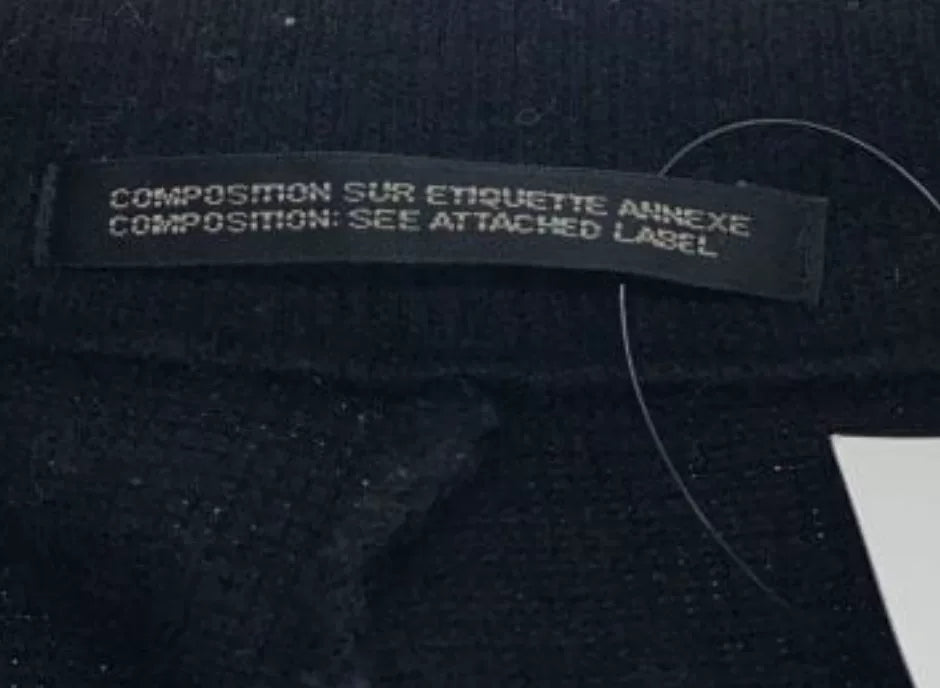 COMPOSITION SUR ETIQUETTE ANNEXE
COMPOSITION: SEE ATTACHED LABEL